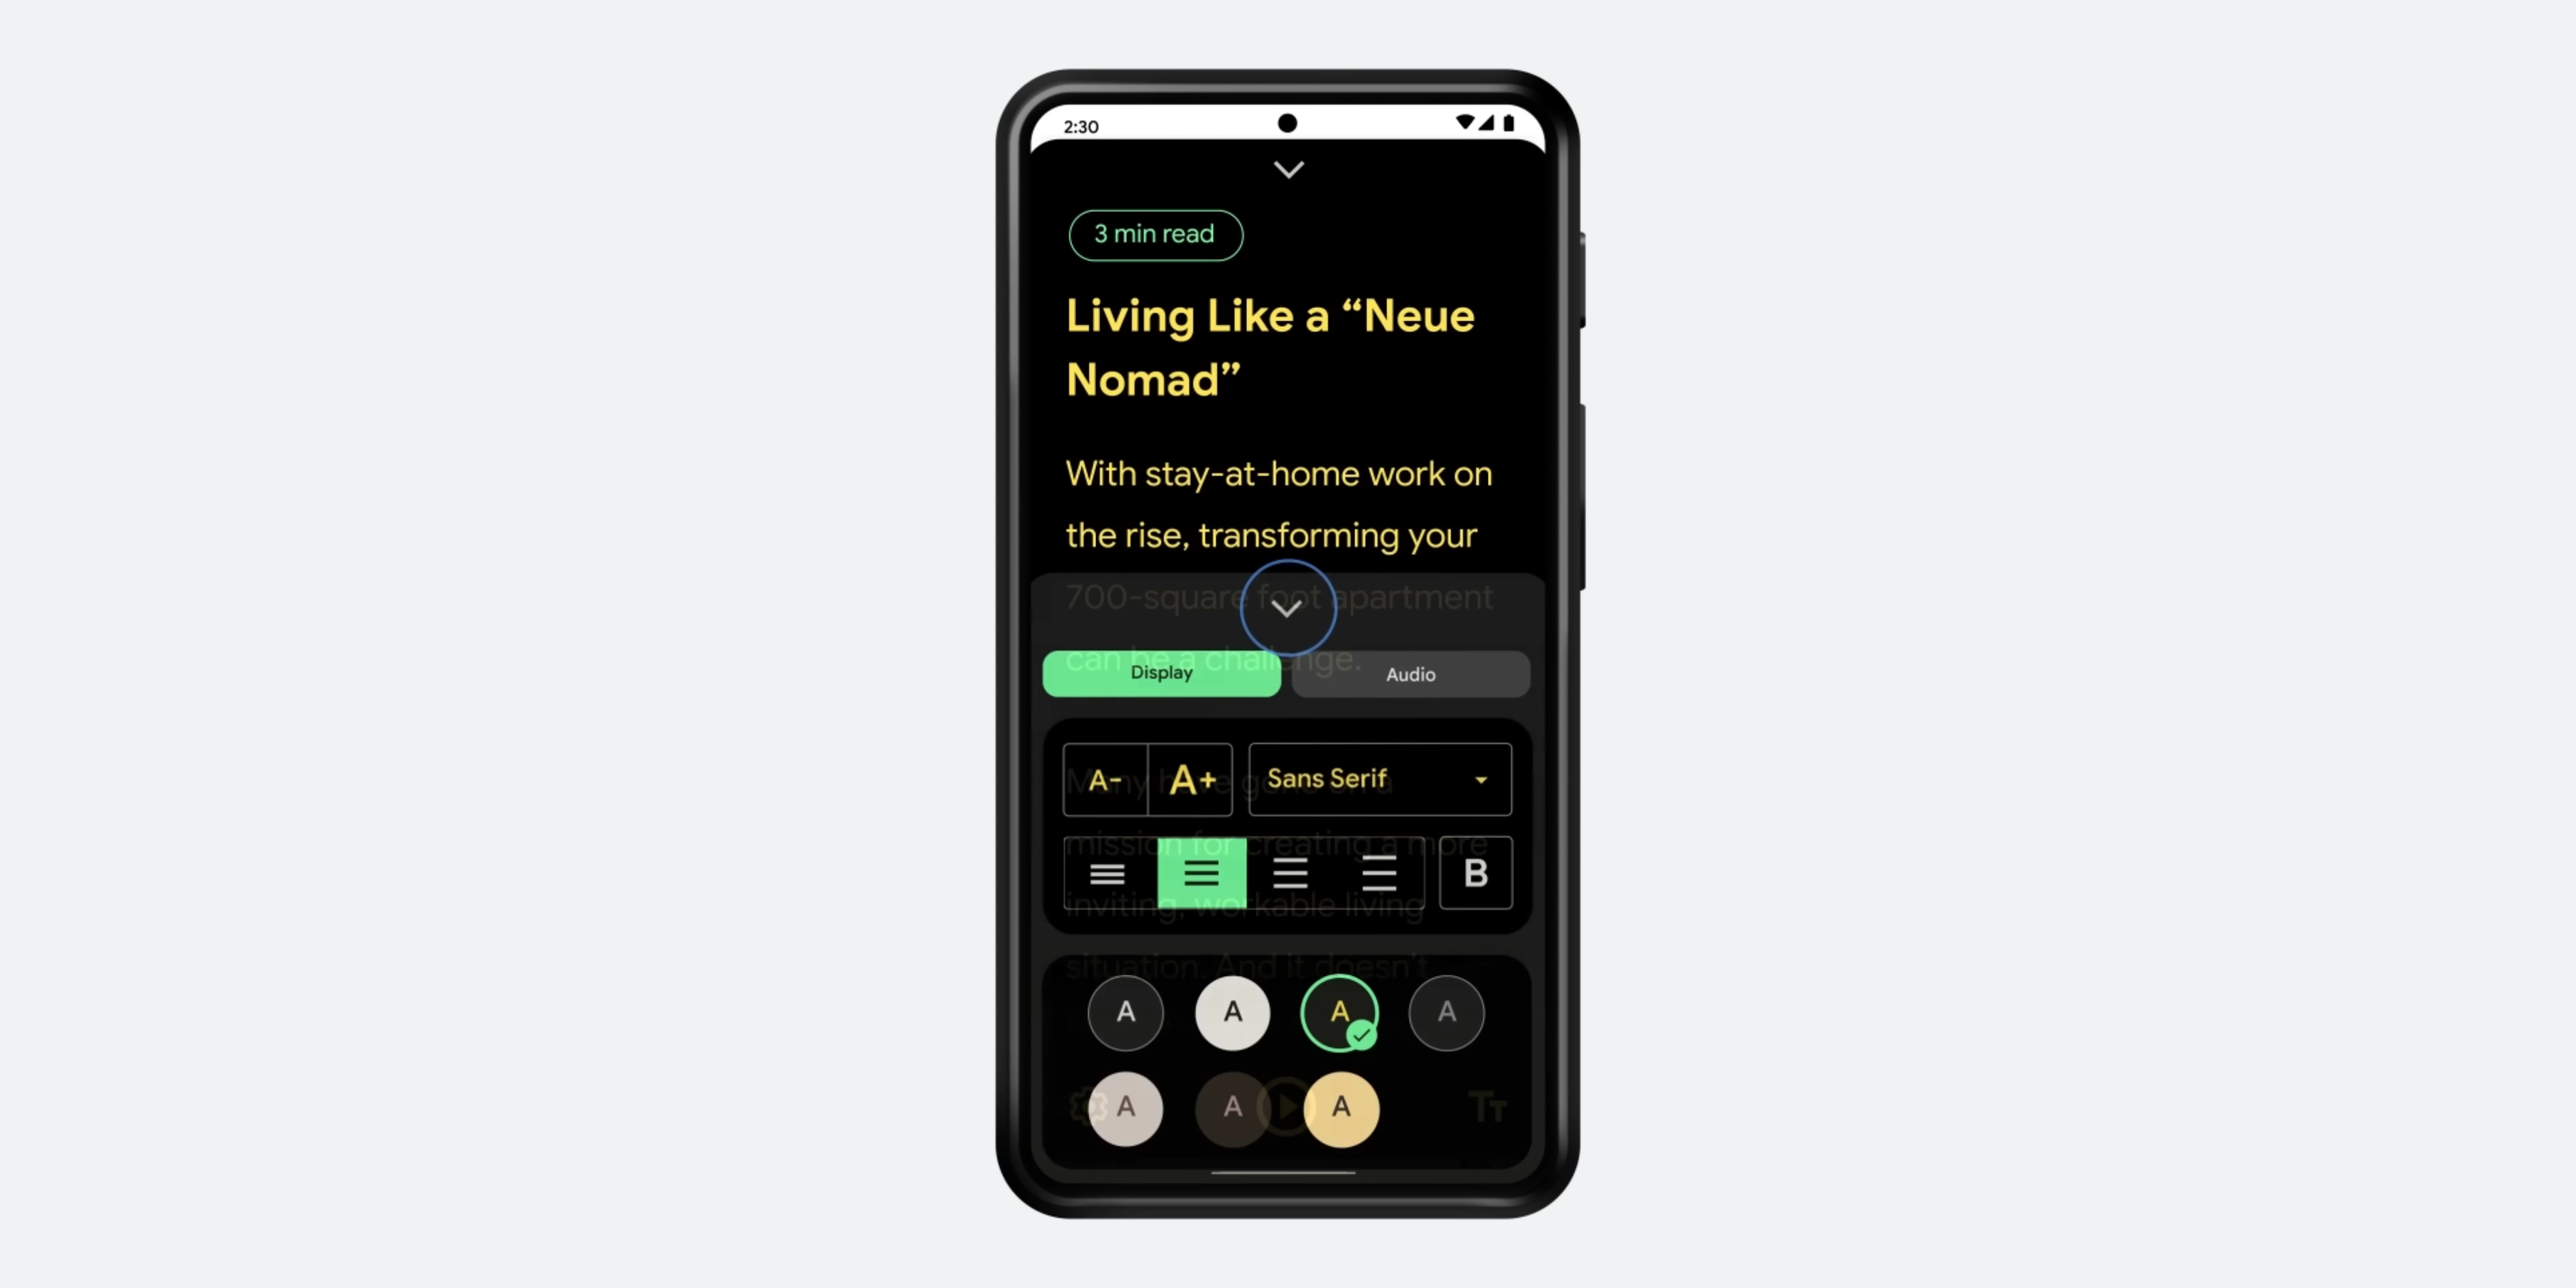 2:30
3 min read
Living Like a “Neue
Nomad”
With stay-at-home work on
the rise, transforming your
700-square foot apartment
can be a challenge.
Display
Audio
A-
A+
Sans Serif
Many have gone on a
mission for creating a more
B
inviting, workable living
situation. And it doesn't
A A A A
A A A
Tт